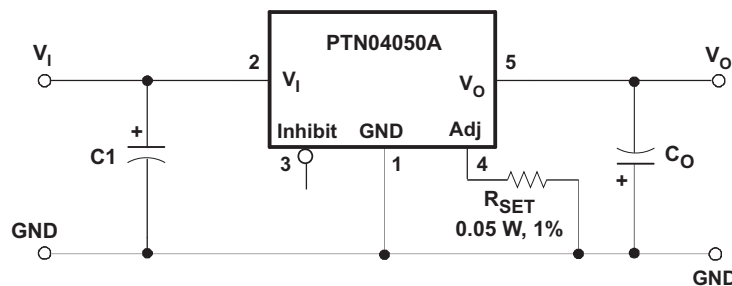 PTN04050A
V_I
2
V_I
5
V_O
V_O
+
C1
Inhibit
GND
Adj
3
1
4
C_O
+
R_SET
0.05 W, 1%
GND
GND